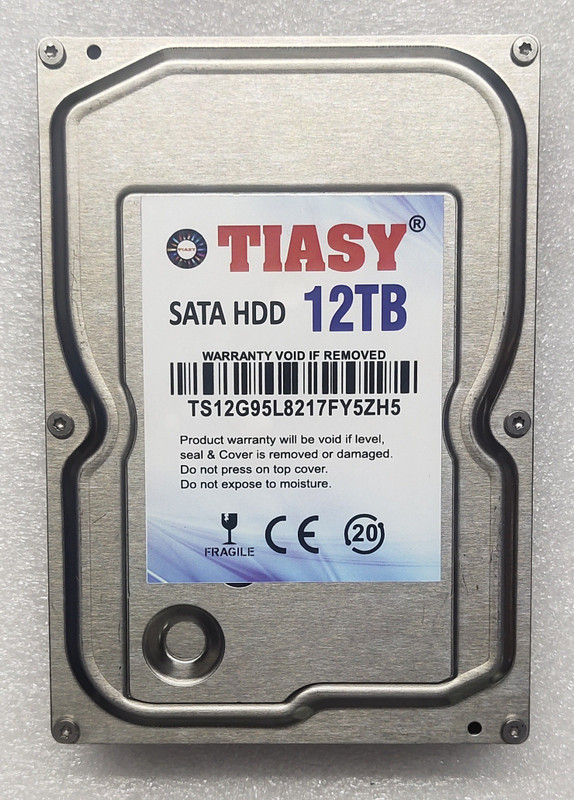 TIASY
TIASY®
SATA HDD 12TB
WARRANTY VOID IF REMOVED
TS12G95L8217FY5ZH5
Product warranty will be void if level,
seal & Cover is removed or damaged.
Do not press on top cover.
Do not expose to moisture.
FRAGILE
CE
20